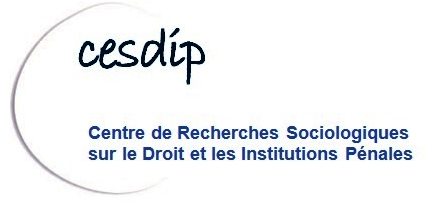 cesdip
Centre de Recherches Sociologiques
sur le Droit et les Institutions Pénales